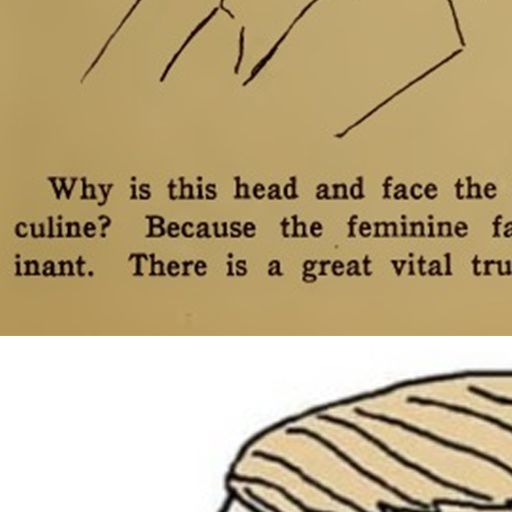 Why is this head and face the
culine? Because the feminine fa
inant. There is a great vital tru